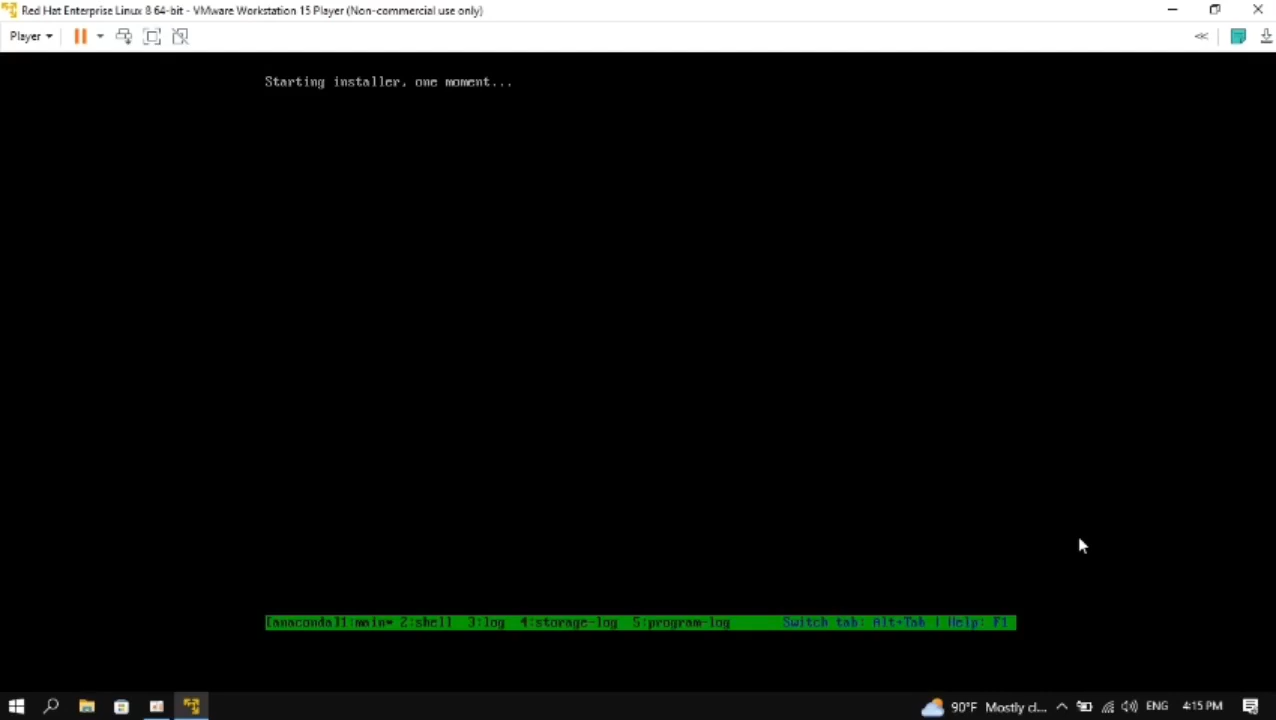 Red Hat Enterprise Linux 8 64-bit - VMware Workstation 15 Player (Non-commercial use only)
Player
Starting installer, one moment...
[anaconda]1:main* 2:shell  3:log  4:storage-log  5:program-log        Switch tab: Alt+Tab | Help: F1
90°F Mostly cl... ENG 4:15 PM